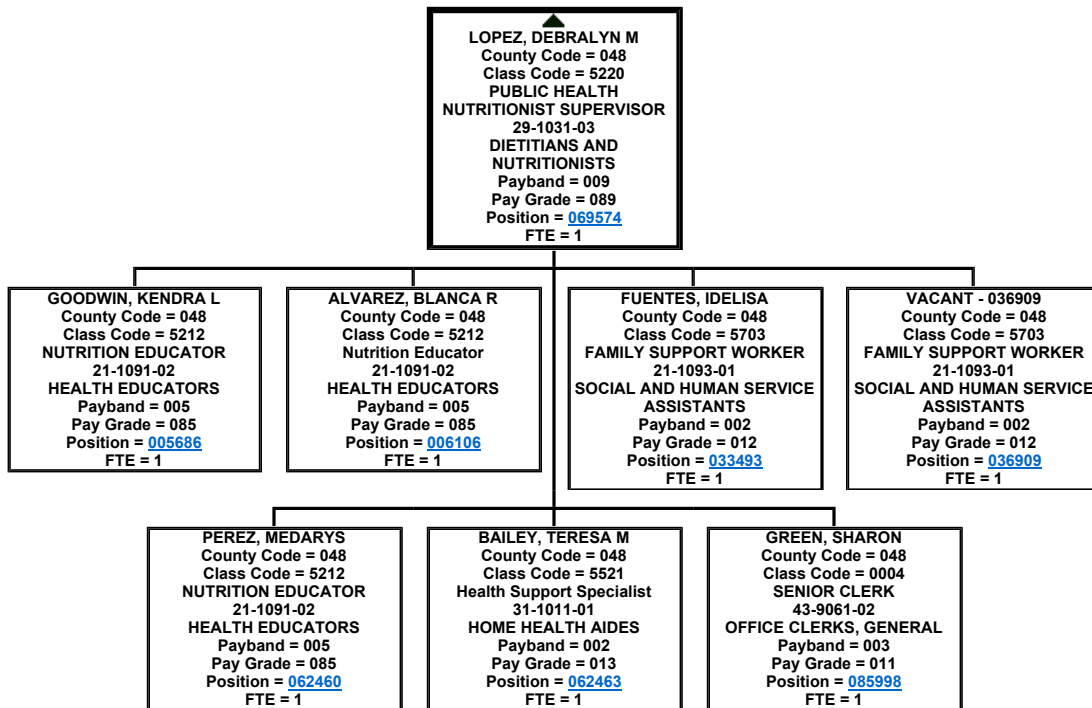 LOPEZ, DEBRALYN M
County Code = 048
Class Code = 5220
PUBLIC HEALTH
NUTRITIONIST SUPERVISOR
29-1031-03
DIETITIANS AND
NUTRITIONISTS
Payband = 009
Pay Grade = 089
Position = 069574
FTE = 1
GOODWIN, KENDRA L
County Code = 048
Class Code = 5212
NUTRITION EDUCATOR
21-1091-02
HEALTH EDUCATORS
Payband = 005
Pay Grade = 085
Position = 005686
FTE = 1
ALVAREZ, BLANCA R
County Code = 048
Class Code = 5212
Nutrition Educator
21-1091-02
HEALTH EDUCATORS
Payband = 005
Pay Grade = 085
Position = 006106
FTE = 1
FUENTES, IDELISA
County Code = 048
Class Code = 5703
FAMILY SUPPORT WORKER
21-1093-01
SOCIAL AND HUMAN SERVICE
ASSISTANTS
Payband = 002
Pay Grade = 012
Position = 033493
FTE = 1
VACANT - 036909
County Code = 048
Class Code = 5703
FAMILY SUPPORT WORKER
21-1093-01
SOCIAL AND HUMAN SERVICE
ASSISTANTS
Payband = 002
Pay Grade = 012
Position = 036909
FTE = 1
PEREZ, MEDARYS
County Code = 048
Class Code = 5212
NUTRITION EDUCATOR
21-1091-02
HEALTH EDUCATORS
Payband = 005
Pay Grade = 085
Position = 062460
FTE = 1
BAILEY, TERESA M
County Code = 048
Class Code = 5521
Health Support Specialist
31-1011-01
HOME HEALTH AIDES
Payband = 002
Pay Grade = 013
Position = 062463
FTE = 1
GREEN, SHARON
County Code = 048
Class Code = 0004
SENIOR CLERK
43-9061-02
OFFICE CLERKS, GENERAL
Payband = 003
Pay Grade = 011
Position = 085998
FTE = 1